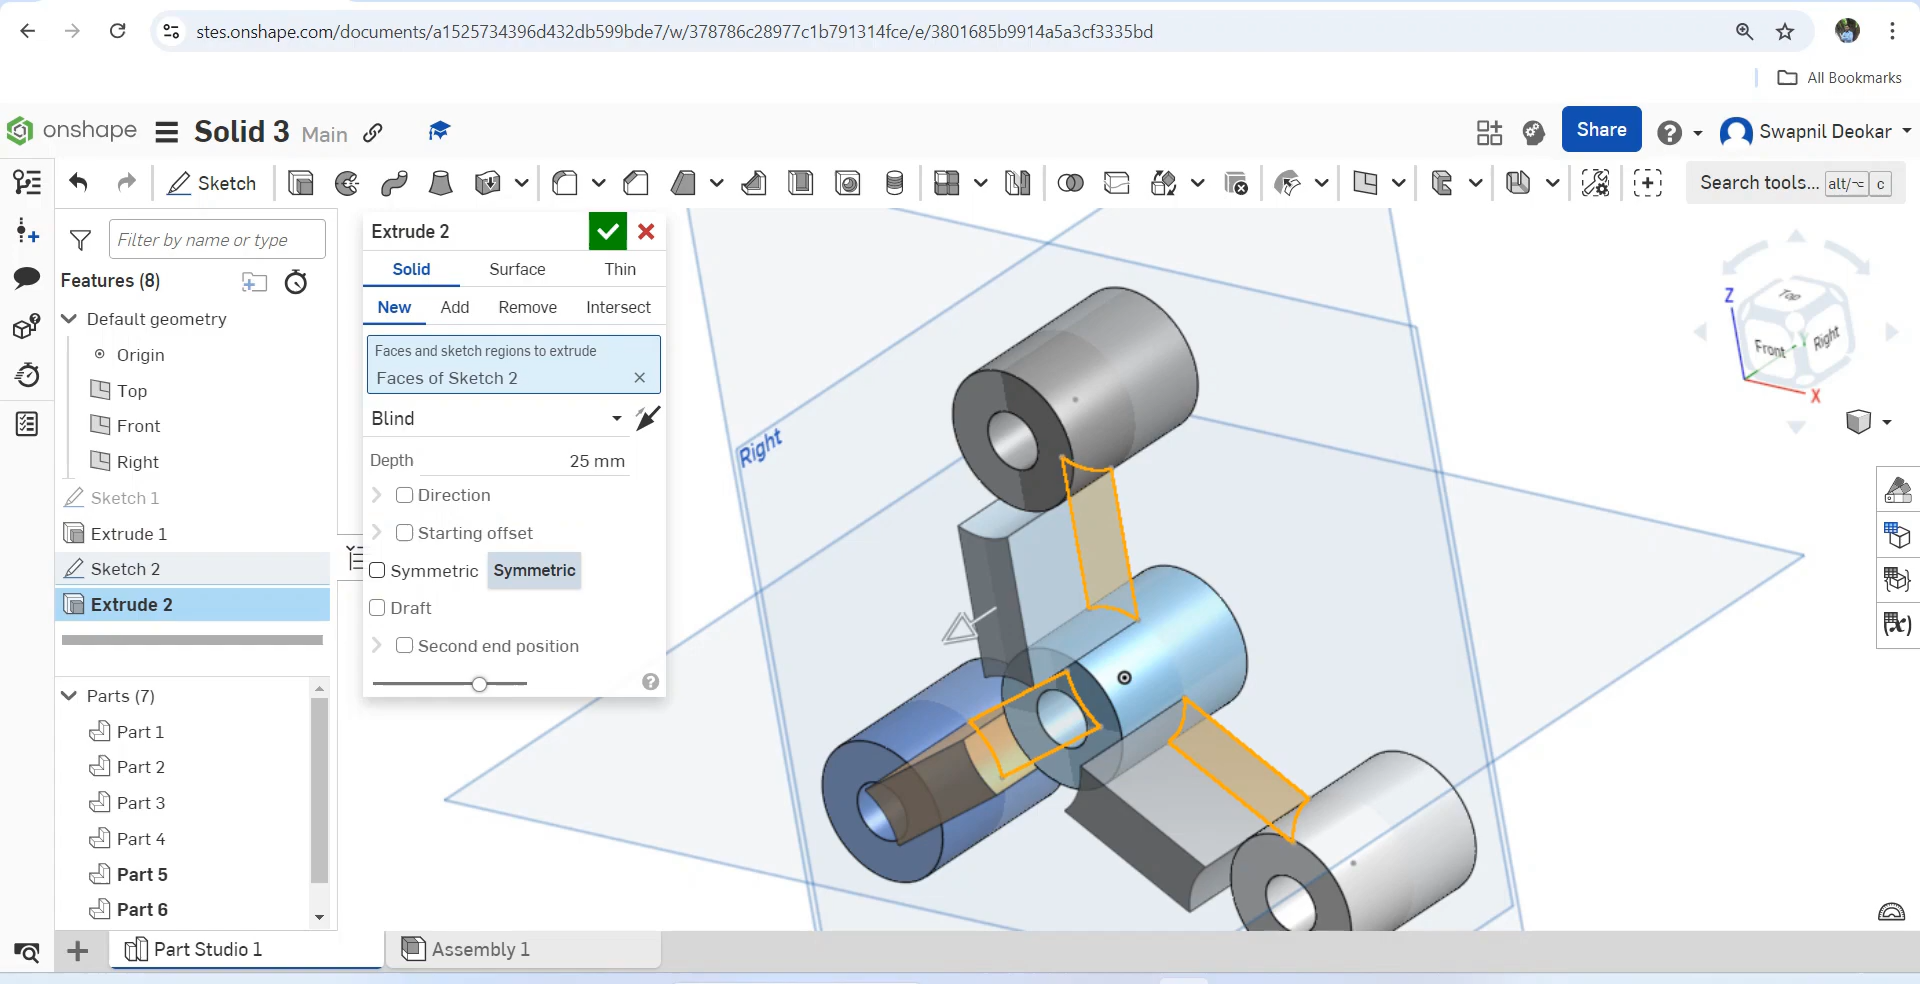 stes.onshape.com/documents/a1525734396d432db599bde7/w/378786c28977c1b791314fce/e/3801685b9914a5a3cf3335bd
All Bookmarks
onshape
Solid 3 Main
Share
Swapnil Deokar
Sketch
Search tools... alt/⌥ c
Filter by name or type
Features (8)
Default geometry
Origin
Top
Front
Right
Sketch 1
Extrude 1
Sketch 2
Extrude 2
Parts (7)
Part 1
Part 2
Part 3
Part 4
Part 5
Part 6
Extrude 2
Solid Surface Thin
New Add Remove Intersect
Faces and sketch regions to extrude
Faces of Sketch 2
Blind
Depth 25 mm
Direction
Starting offset
Symmetric Symmetric
Draft
Second end position
Right
Z
Top
Front
Right
Y
X
(x)
Part Studio 1
Assembly 1